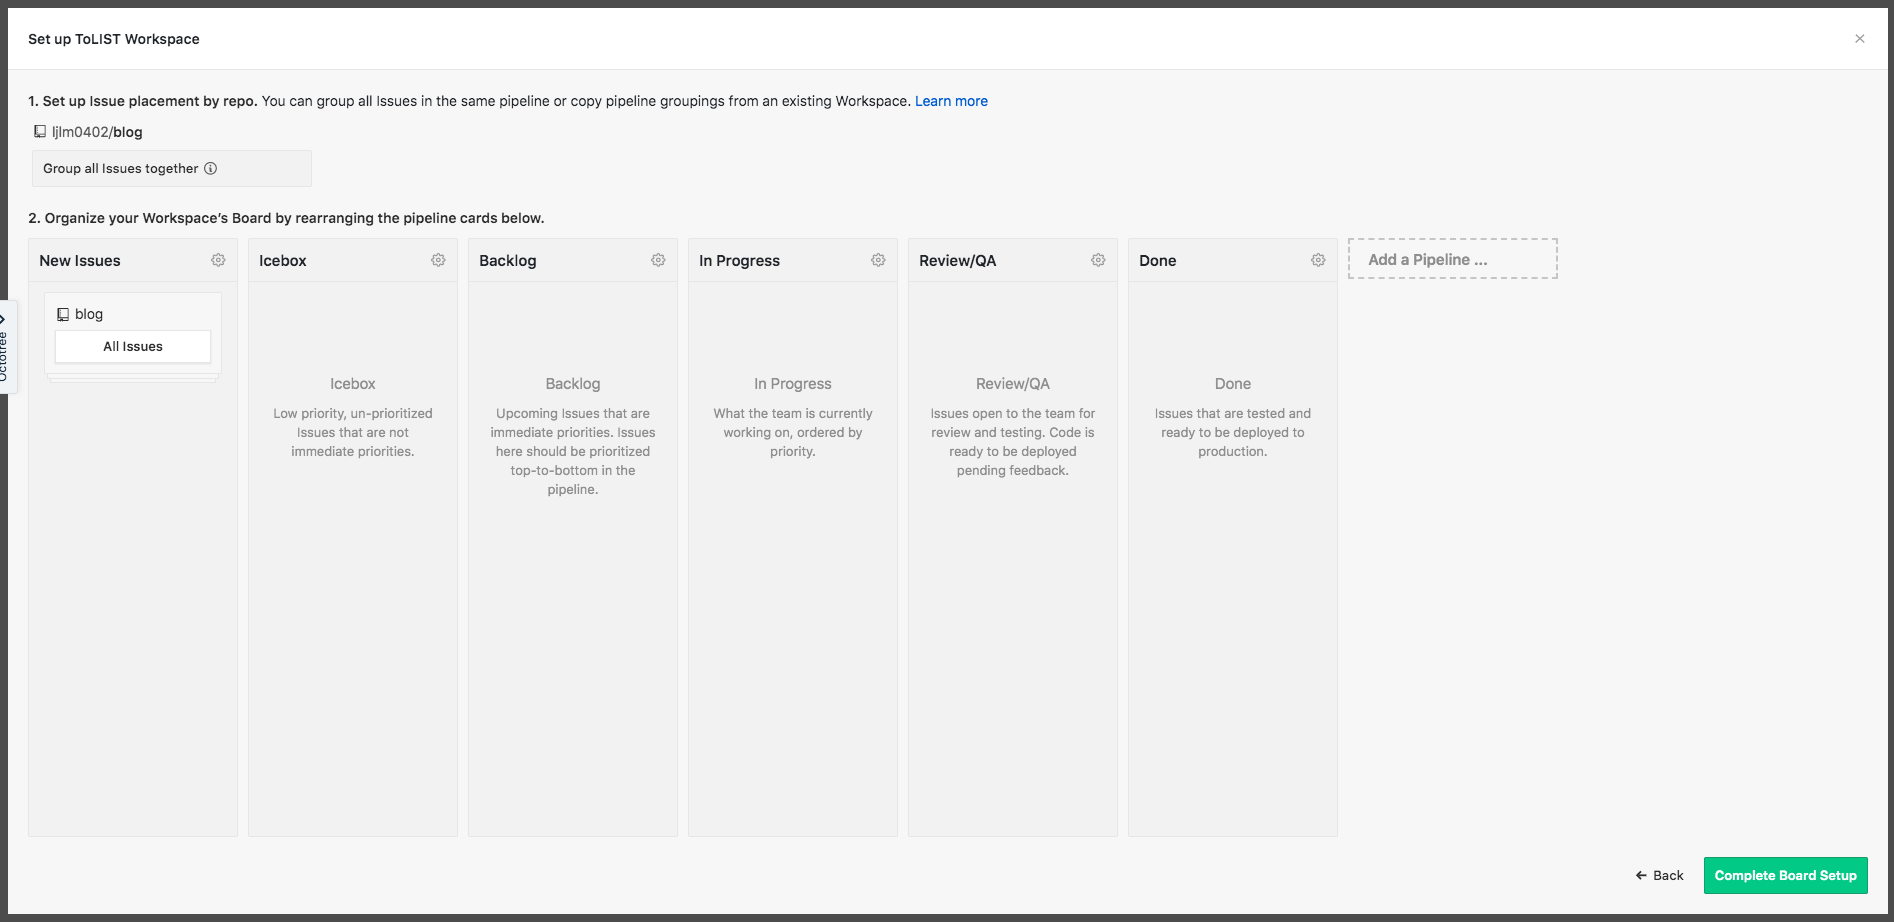 Set up ToLIST Workspace
1. Set up Issue placement by repo. You can group all Issues in the same pipeline or copy pipeline groupings from an existing Workspace. Learn more
ljlm0402/blog
Group all Issues together
2. Organize your Workspace's Board by rearranging the pipeline cards below.
New Issues
Icebox
Backlog
In Progress
Review/QA
Done
Add a Pipeline ...
blog
All Issues
Octotree
Icebox
Low priority, un-prioritized
Issues that are not
immediate priorities.
Backlog
Upcoming Issues that are
immediate priorities. Issues
here should be prioritized
top-to-bottom in the
pipeline.
In Progress
What the team is currently
working on, ordered by
priority.
Review/QA
Issues open to the team for
review and testing. Code is
ready to be deployed
pending feedback.
Done
Issues that are tested and
ready to be deployed to
production.
Back
Complete Board Setup